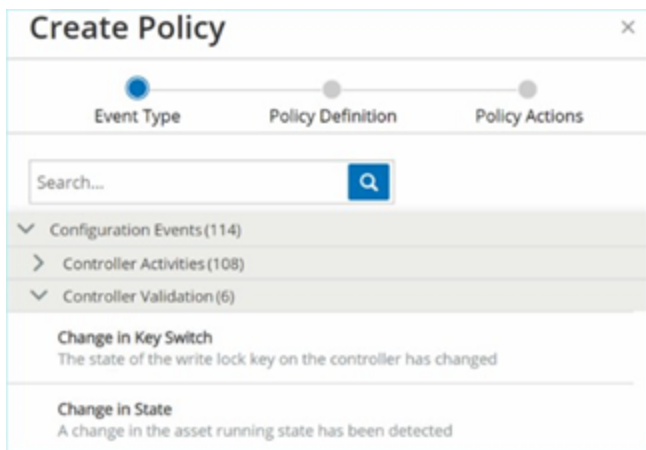 Create Policy
Event Type
Policy Definition
Policy Actions
Search...
Configuration Events (114)
Controller Activities (108)
Controller Validation (6)
Change in Key Switch
The state of the write lock key on the controller has changed
Change in State
A change in the asset running state has been detected